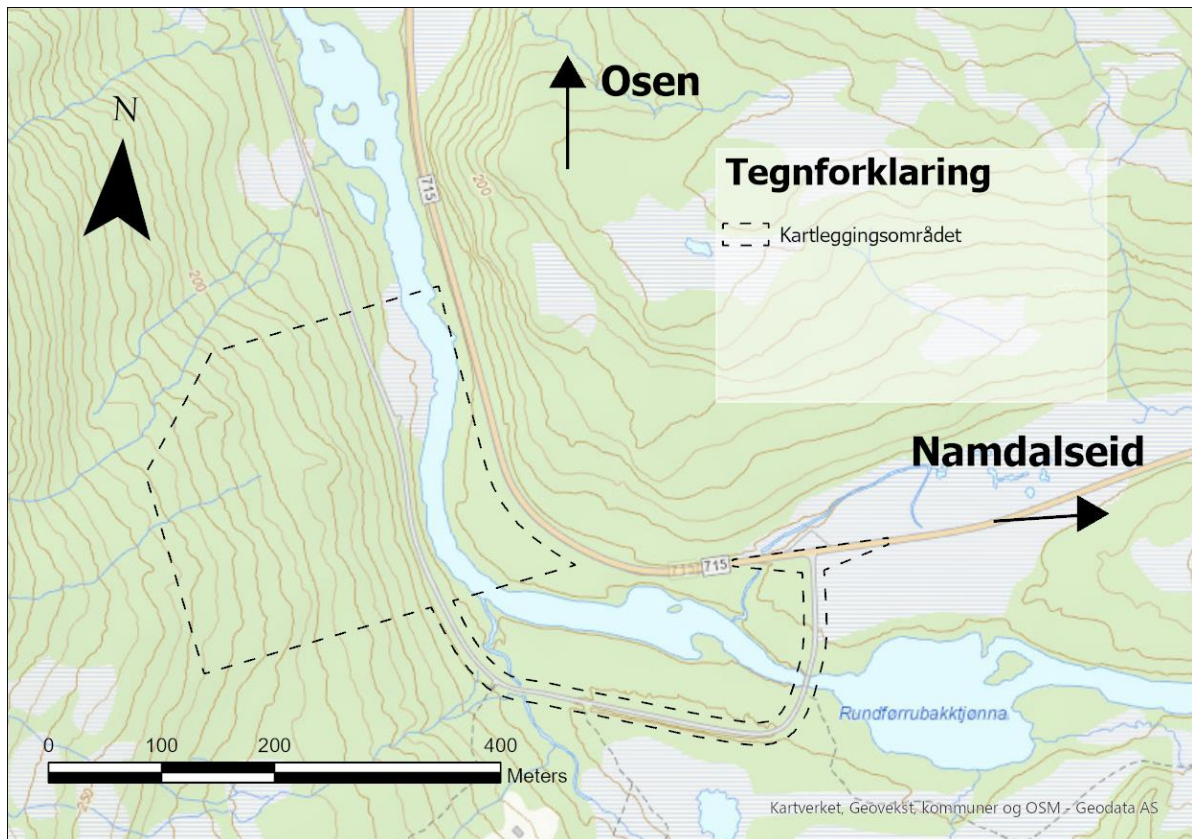 Osen
N
715
200
Tegnforklaring
Kartleggingsområdet
200
Namdalseid
715
715
Rundførrubakktjønna
0 100 200 400
Meters
250
Kartverket, Geovekst, kommuner og OSM - Geodata AS